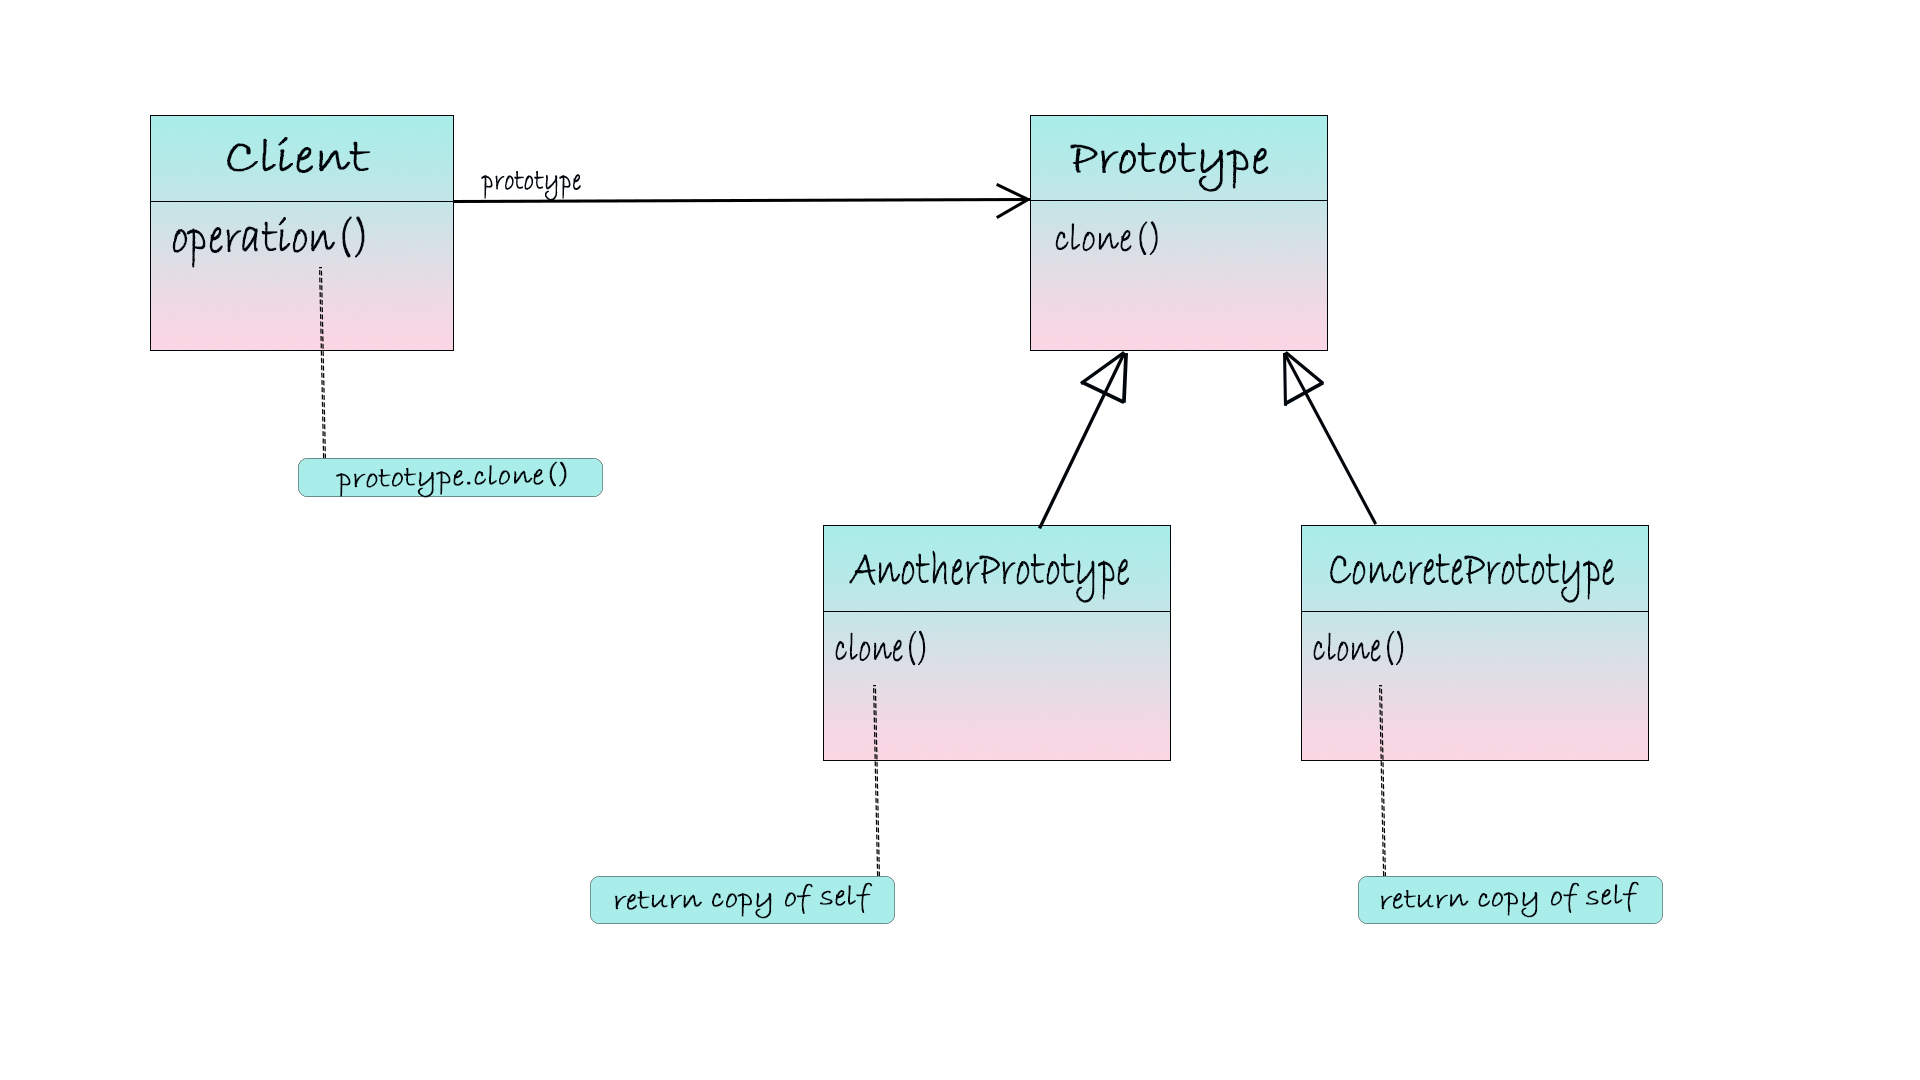 Client
operation()
prototype
Prototype
clone()
prototype.clone()
AnotherPrototype
clone()
ConcretePrototype
clone()
return copy of self
return copy of self